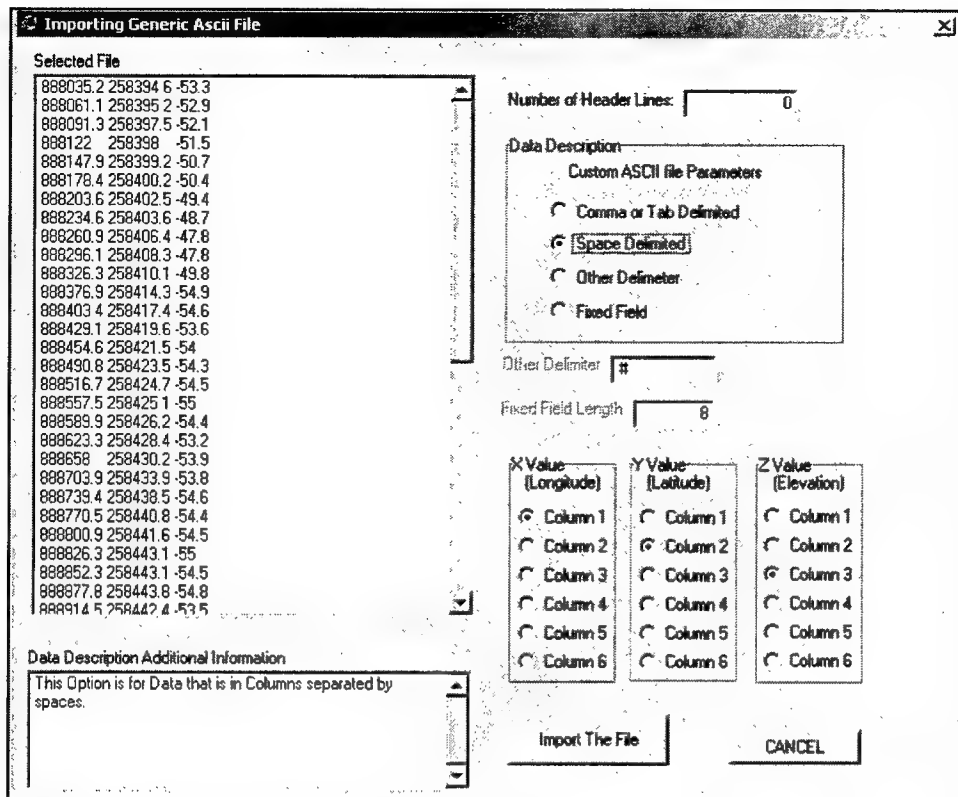 Importing Generic Ascii File
Selected File
888035.2 258394 6 -53.3
888061.1 258395 2 -52.9
888091.3 258397.5 -52.1
888122 258398 -51.5
888147.9 258399.2 -50.7
888178.4 258400.2 -50.4
888203.6 258402.5 -49.4
888234.6 258403.6 -48.7
888260.9 258406.4 -47.8
888296.1 258408.3 -47.8
888326.3 258410.1 -49.8
888376.9 258414.3 -54.9
888403 4 258417.4 -54.6
888429.1 258419.6 -53.6
888454.6 258421.5 -54
888490.8 258423.5 -54.3
888516.7 258424.7 -54.5
888557.5 258425 1 -55
888589.9 258426.2 -54.4
888623.3 258428.4 -53.2
888658 258430.2 -53.9
888703.9 258433.9 -53.8
888739.4 258438.5 -54.6
888770.5 258440.8 -54.4
888800.9 258441.6 -54.5
888826.3 258443.1 -55
888852.3 258443.1 -54.5
888877.8 258443.8 -54.8
888914.5 258442.4 -53.5
Data Description Additional Information
This Option is for Data that is in Columns separated by
spaces.
Number of Header Lines: 0
Data Description
Custom ASCII file Parameters
Comma or Tab Delimited
Space Delimited
Other Delimeter
Fixed Field
Other Delimiter #
Fixed Field Length 8
X Value
(Longitude)
Column 1
Column 2
Column 3
Column 4
Column 5
Column 6
Y Value
(Latitude)
Column 1
Column 2
Column 3
Column 4
Column 5
Column 6
Z Value
(Elevation)
Column 1
Column 2
Column 3
Column 4
Column 5
Column 6
Import The File
CANCEL